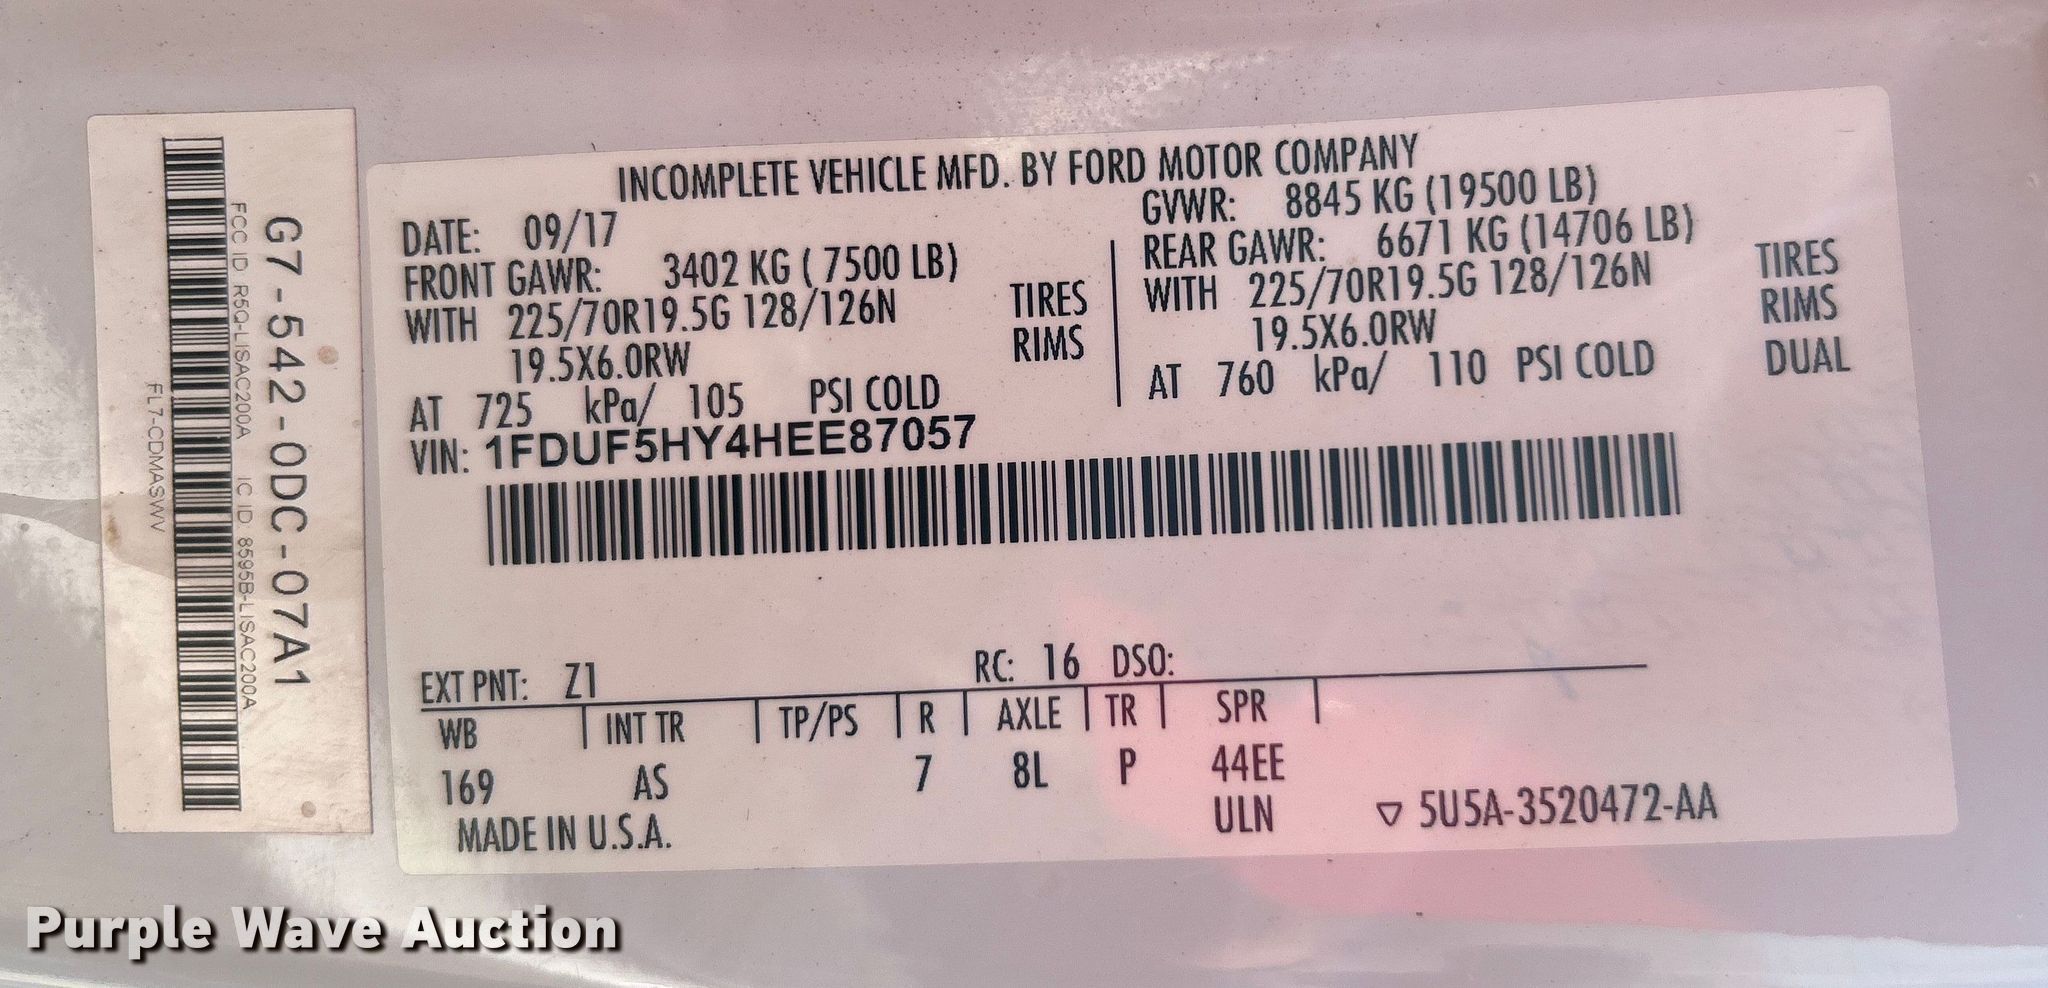 G7-542-0DC-07A1
FCC ID R5Q-LISAC200A IC ID: 8595B-LISAC200A
FL7-CDMASWV
INCOMPLETE VEHICLE MFD. BY FORD MOTOR COMPANY
DATE: 09/17 GVWR: 8845 KG (19500 LB)
FRONT GAWR: 3402 KG ( 7500 LB) REAR GAWR: 6671 KG (14706 LB)
WITH 225/70R19.5G 128/126N TIRES WITH 225/70R19.5G 128/126N TIRES
19.5X6.0RW RIMS 19.5X6.0RW RIMS
AT 725 kPa/ 105 PSI COLD AT 760 kPa/ 110 PSI COLD DUAL
VIN: 1FDUF5HY4HEE87057
EXT PNT: Z1 RC: 16 DSO:
WB INT TR TP/PS R AXLE TR SPR
169 AS 7 8L P 44EE
MADE IN U.S.A. ULN 5U5A-3520472-AA
Purple Wave Auction